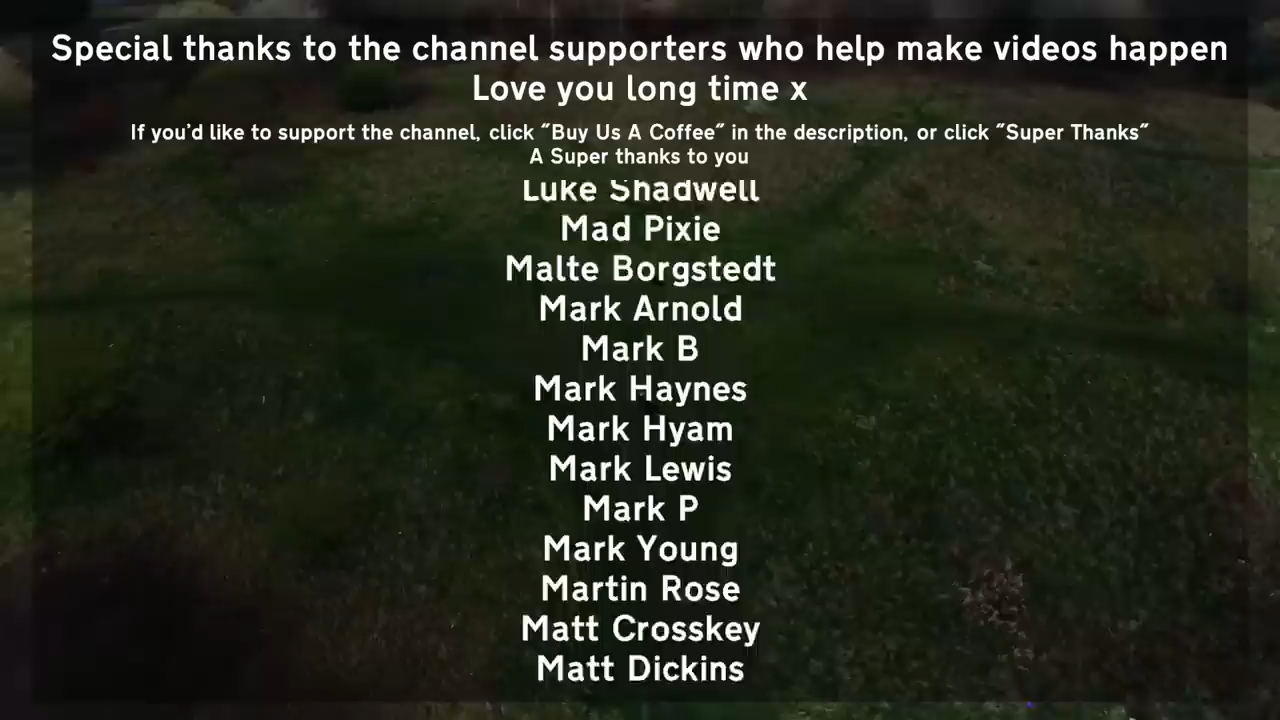 Special thanks to the channel supporters who help make videos happen
Love you long time x
If you'd like to support the channel, click "Buy Us A Coffee" in the description, or click "Super Thanks"
A Super thanks to you
Luke Shadwell
Mad Pixie
Malte Borgstedt
Mark Arnold
Mark B
Mark Haynes
Mark Hyam
Mark Lewis
Mark P
Mark Young
Martin Rose
Matt Crosskey
Matt Dickins